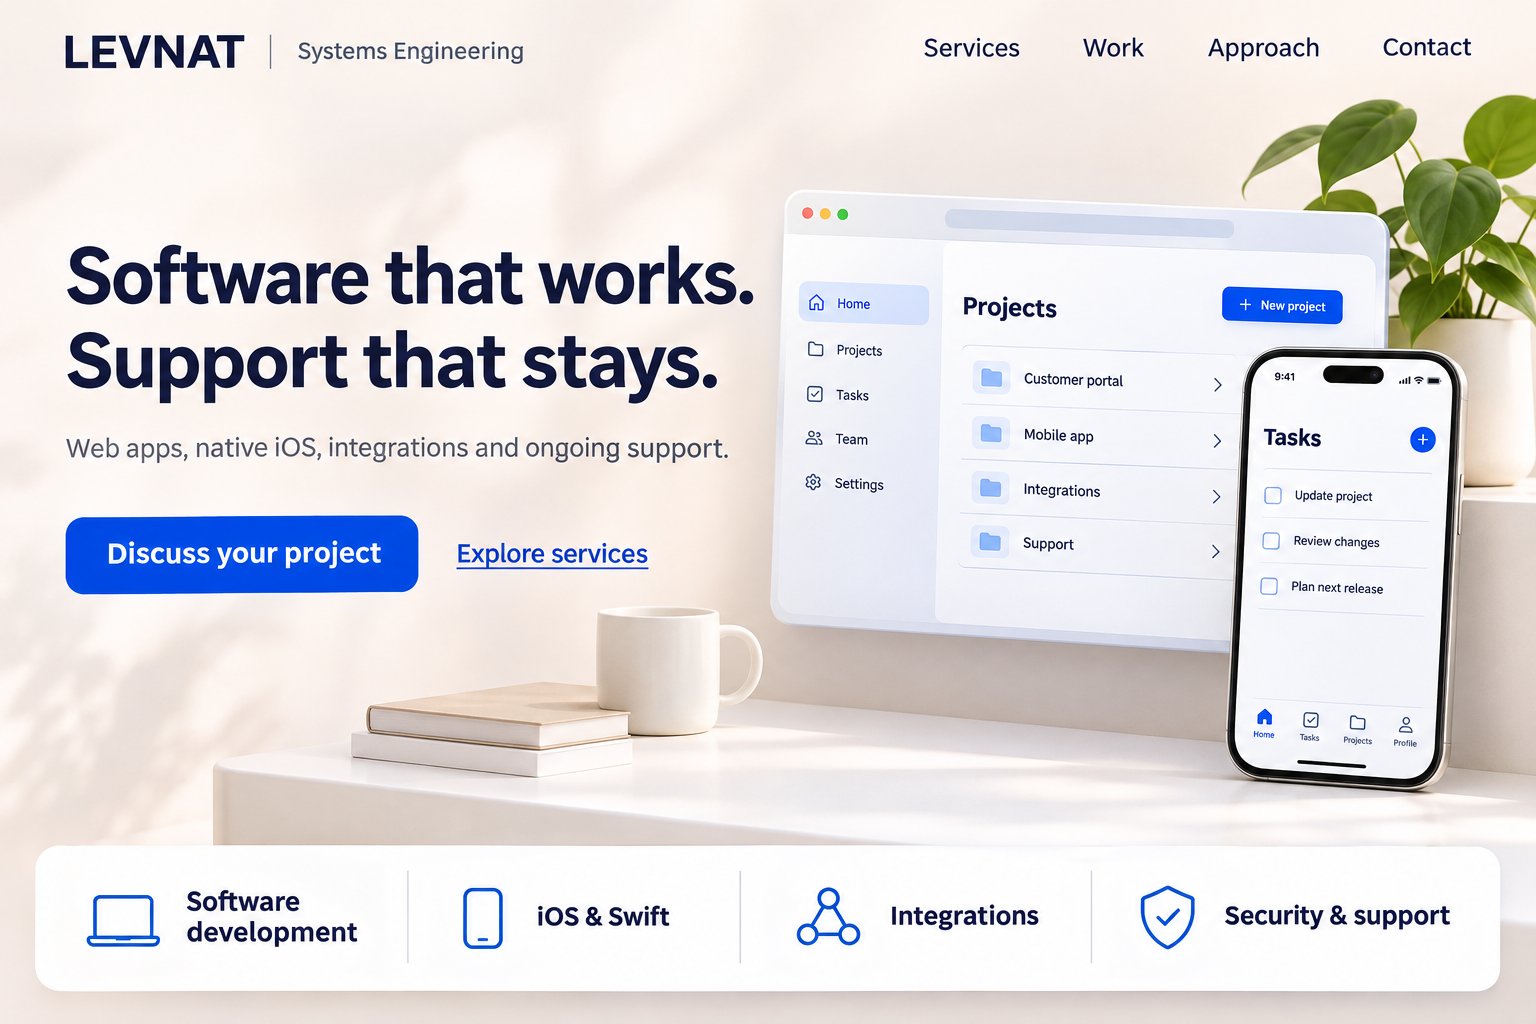 LEVNAT
Systems Engineering
Services
Work
Approach
Contact
Software that works.
Support that stays.
Web apps, native iOS, integrations and ongoing support.
Discuss your project
Explore services
Home
Projects
Tasks
Team
Settings
Projects
+ New project
Customer portal
Mobile app
Integrations
Support
9:41
Tasks
+
Update project
Review changes
Plan next release
Home
Tasks
Projects
Profile
Software
development
iOS & Swift
Integrations
Security & support